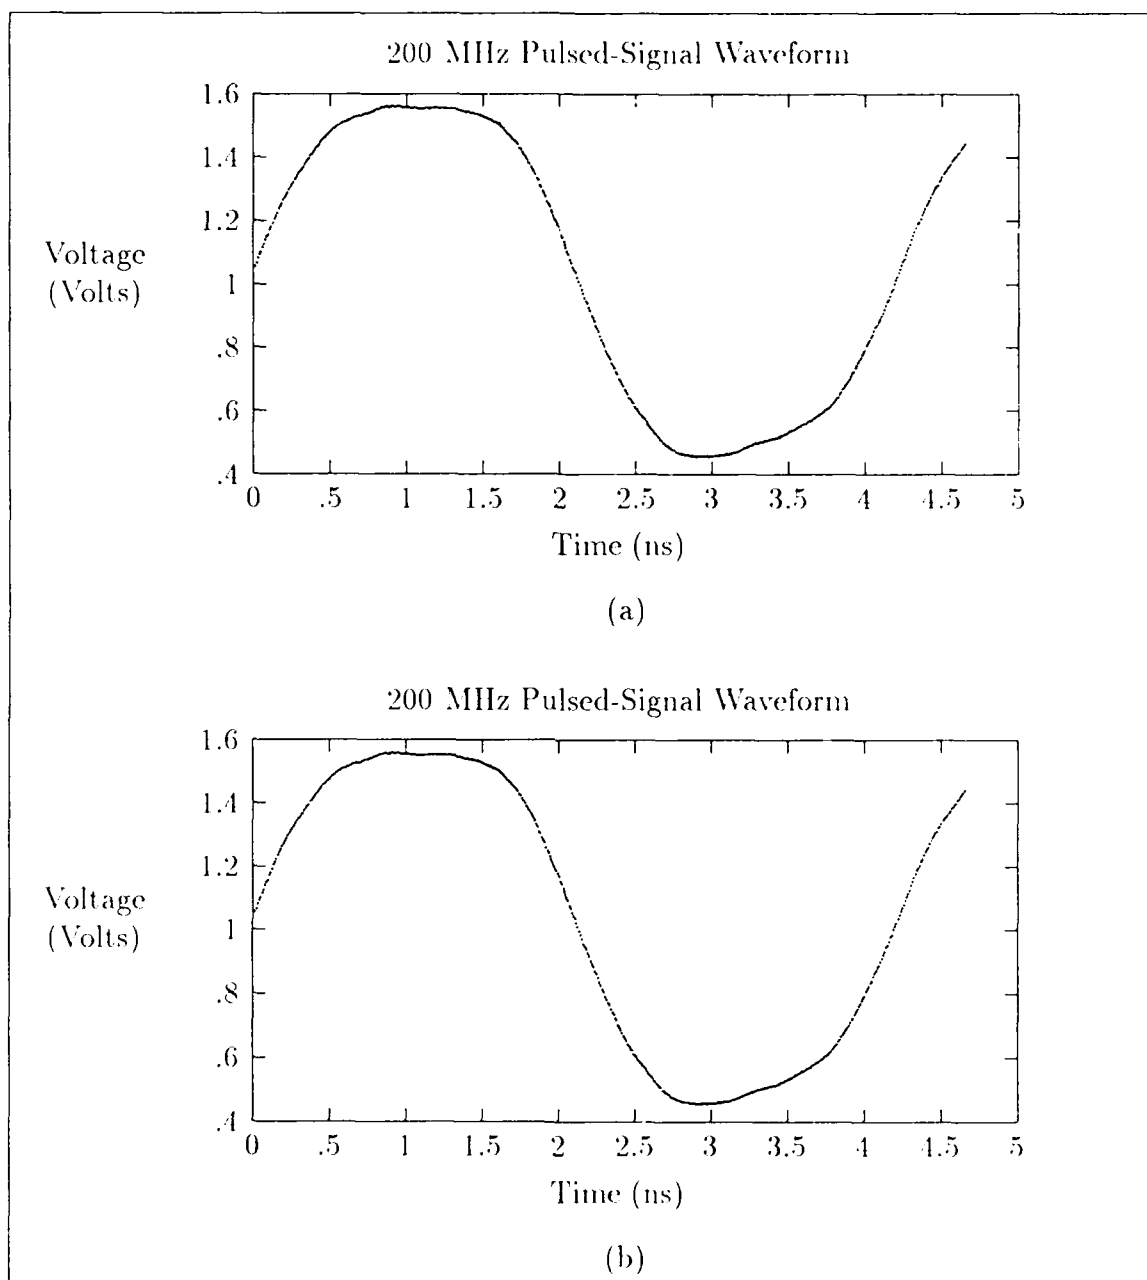 200 MHz Pulsed-Signal Waveform
1.6
1.4
1.2
1
.8
.6
.4
Voltage
(Volts)
0 .5 1 1.5 2 2.5 3 3.5 4 4.5 5
Time (ns)
(a)
200 MHz Pulsed-Signal Waveform
1.6
1.4
1.2
1
.8
.6
.4
Voltage
(Volts)
0 .5 1 1.5 2 2.5 3 3.5 4 4.5 5
Time (ns)
(b)